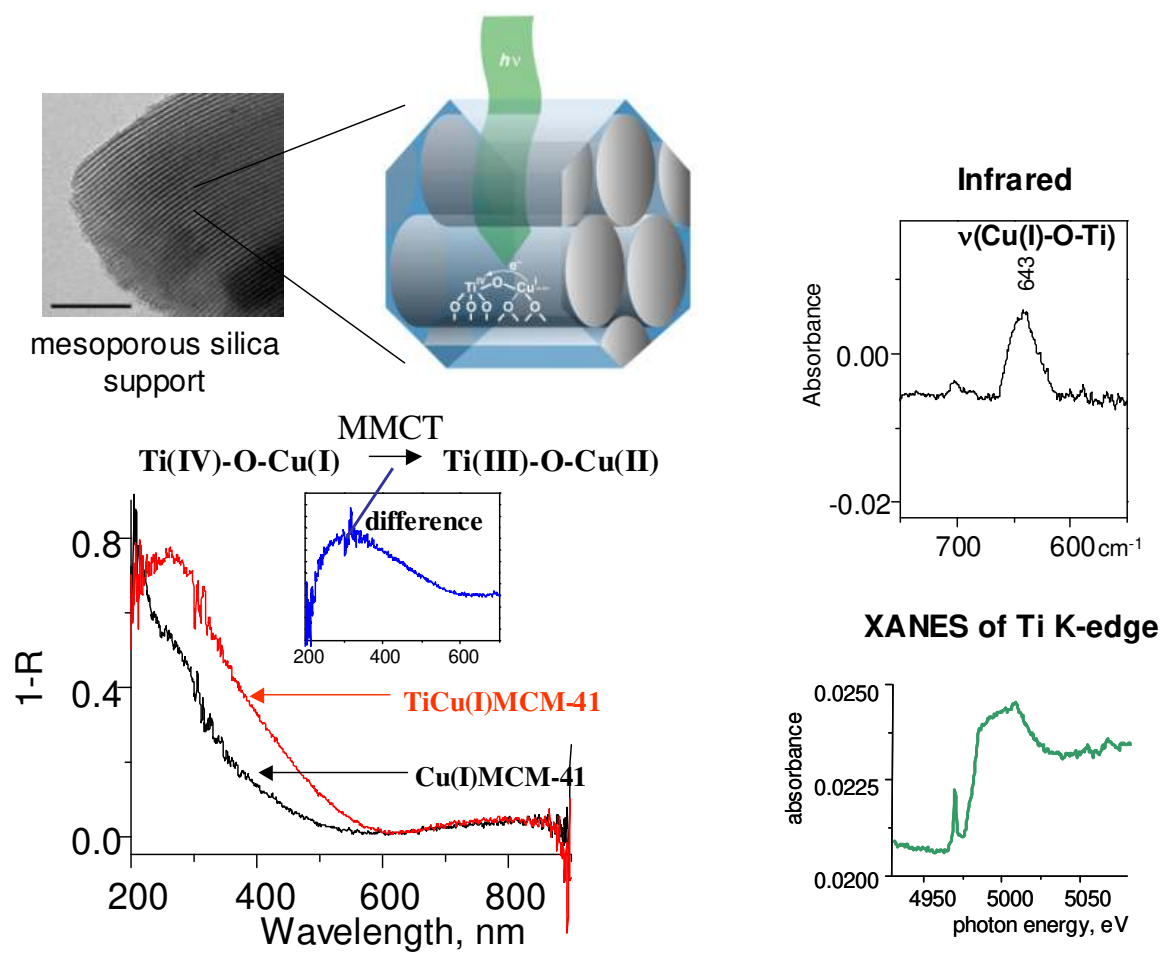 hν
e⁻
Ti^IV O Cu^I
O O O O O
mesoporous silica
support
Infrared
ν(Cu(I)-O-Ti)
643
Absorbance
0.00
-0.02
700 600 cm⁻¹
MMCT
Ti(IV)-O-Cu(I) → Ti(III)-O-Cu(II)
difference
200 400 600
0.8
0.4
0.0
1-R
TiCu(I)MCM-41
Cu(I)MCM-41
200 400 600 800
Wavelength, nm
XANES of Ti K-edge
0.0250
0.0225
0.0200
absorbance
4950 5000 5050
photon energy, eV